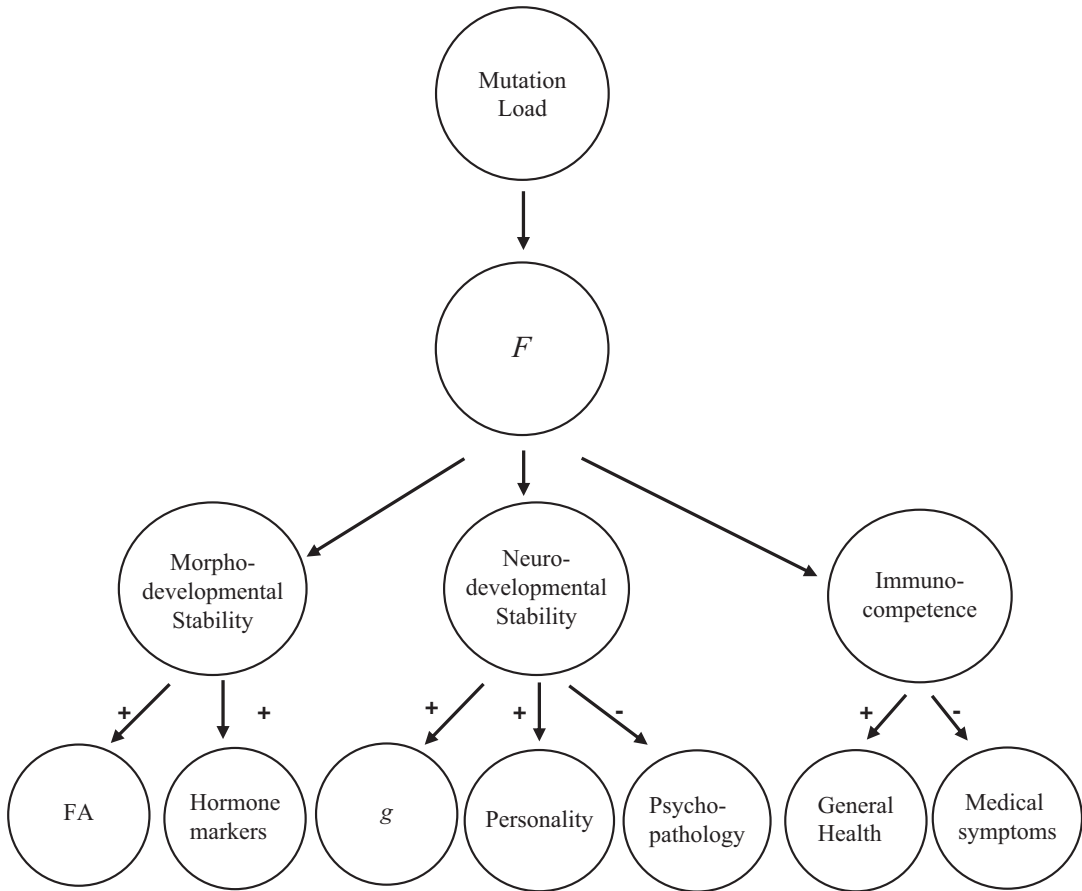 Mutation
Load
F
Morpho-
developmental
Stability
Neuro-
developmental
Stability
Immuno-
competence
+
+
+
+
-
+
-
FA
Hormone
markers
g
Personality
Psycho-
pathology
General
Health
Medical
symptoms